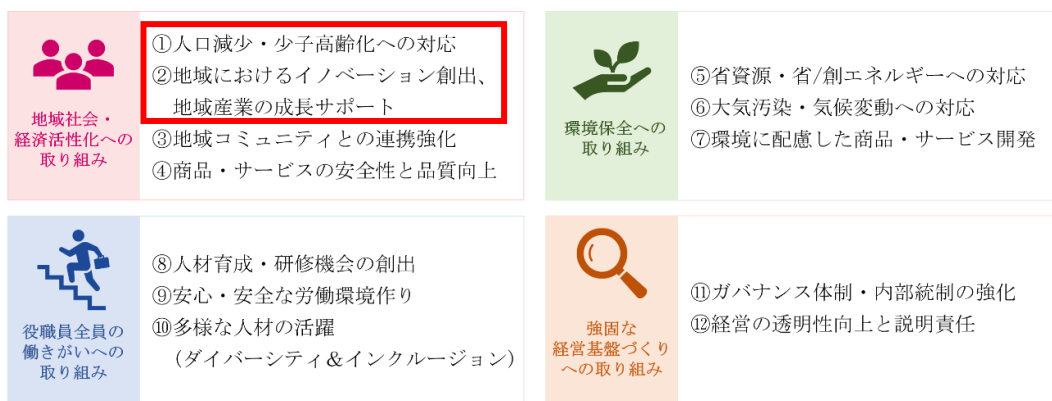 地域社会・
経済活性化への
取り組み
①人口減少・少子高齢化への対応
②地域におけるイノベーション創出、
地域産業の成長サポート
③地域コミュニティとの連携強化
④商品・サービスの安全性と品質向上
環境保全への
取り組み
⑤省資源・省/創エネルギーへの対応
⑥大気汚染・気候変動への対応
⑦環境に配慮した商品・サービス開発
役職員全員の
働きがいへの
取り組み
⑧人材育成・研修機会の創出
⑨安心・安全な労働環境作り
⑩多様な人材の活躍
（ダイバーシティ＆インクルージョン）
強固な
経営基盤づくり
への取り組み
⑪ガバナンス体制・内部統制の強化
⑫経営の透明性向上と説明責任